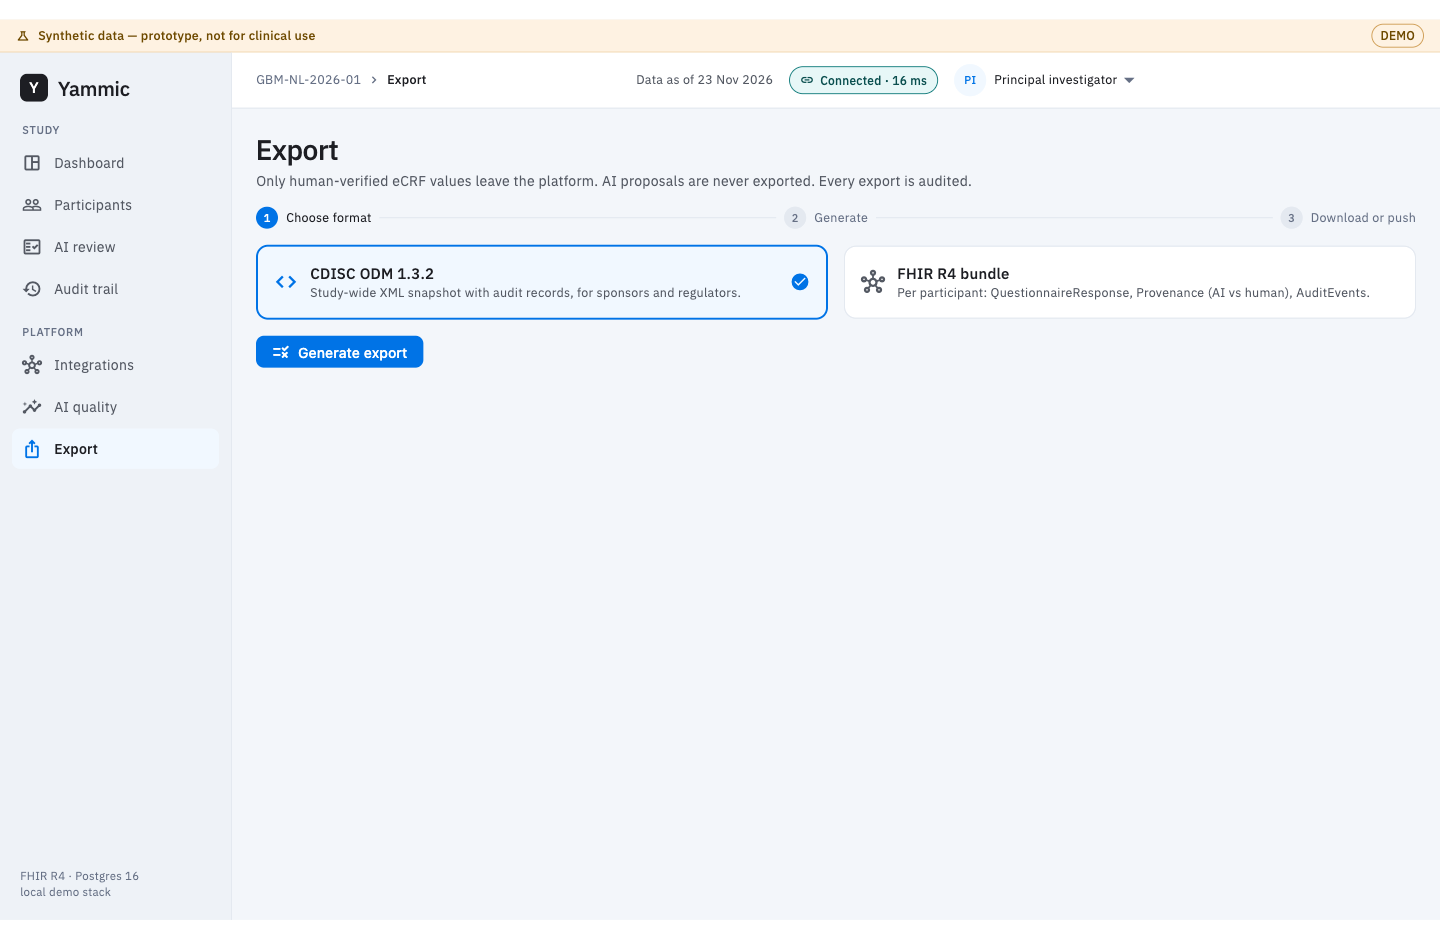 Synthetic data — prototype, not for clinical use
DEMO
Y
Yammic
STUDY
Dashboard
Participants
AI review
Audit trail
PLATFORM
Integrations
AI quality
Export
FHIR R4 · Postgres 16
local demo stack
GBM-NL-2026-01 > Export
Data as of 23 Nov 2026
Connected · 16 ms
PI
Principal investigator
Export
Only human-verified eCRF values leave the platform. AI proposals are never exported. Every export is audited.
1 Choose format
2 Generate
3 Download or push
CDISC ODM 1.3.2
Study-wide XML snapshot with audit records, for sponsors and regulators.
FHIR R4 bundle
Per participant: QuestionnaireResponse, Provenance (AI vs human), AuditEvents.
Generate export